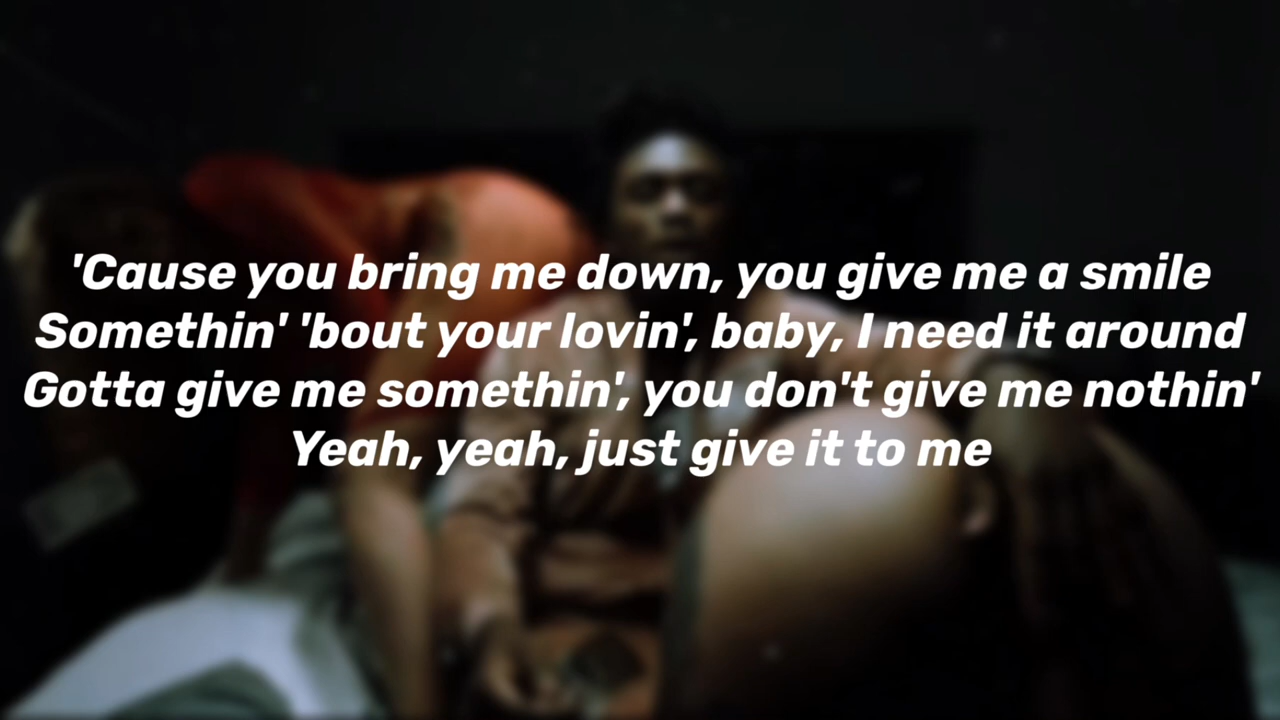 'Cause you bring me down, you give me a smile
Somethin' 'bout your lovin', baby, I need it around
Gotta give me somethin', you don't give me nothin'
Yeah, yeah, just give it to me